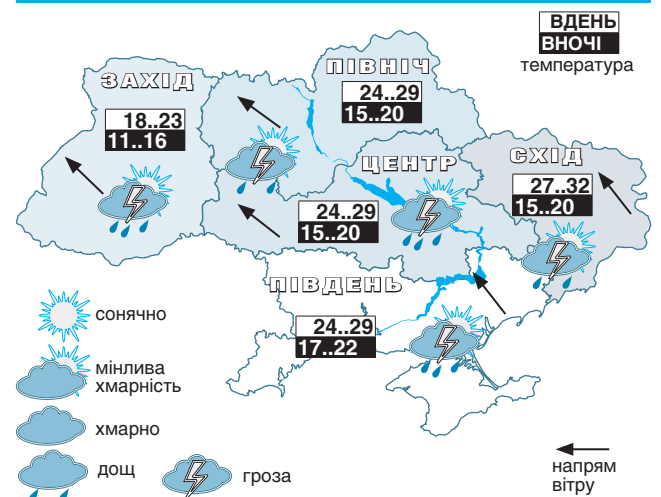 ВДЕНЬ
ВНОЧІ
температура
ЗАХІД
18..23
11..16
ПІВНІЧ
24..29
15..20
ЦЕНТР
24..29
15..20
СХІД
27..32
15..20
ПІВДЕНЬ
24..29
17..22
сонячно
мінлива
хмарність
хмарно
дощ
гроза
напрям
вітру